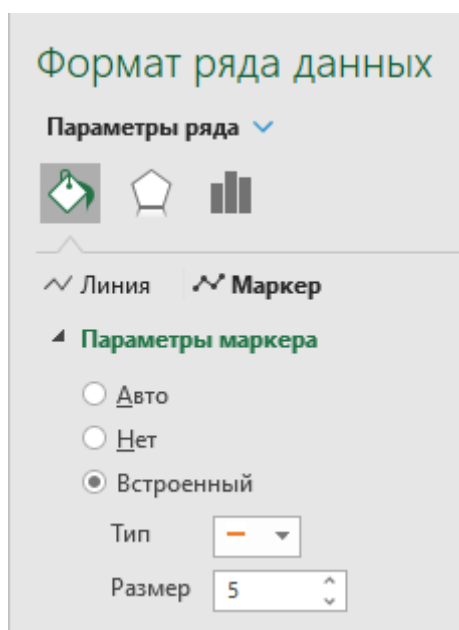 Формат ряда данных
Параметры ряда
Линия Маркер
Параметры маркера
Авто
Нет
Встроенный
Тип
Размер 5